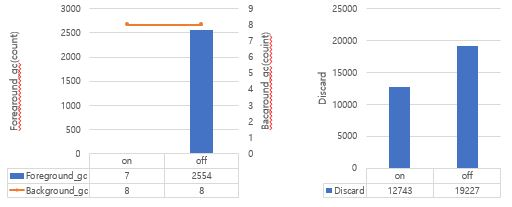 3000
2500
2000
1500
1000
500
0
Foreground_gc(count)
9
8
7
6
5
4
3
2
1
0
Bacground_gc(couint)
on off
Foreground_gc 7 2554
Background_gc 8 8
25000
20000
15000
10000
5000
0
Discard
on off
Discard 12743 19227